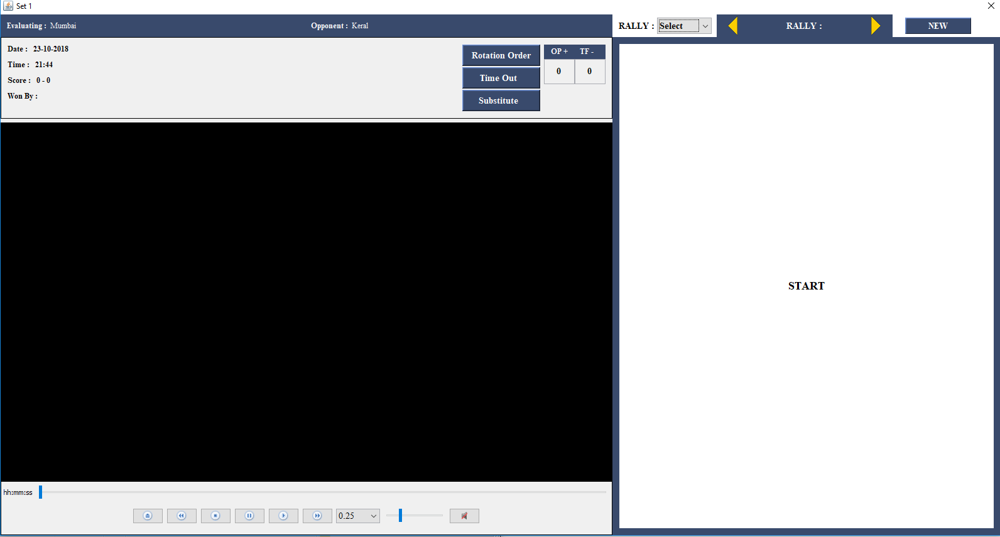 Set 1
Evaluating : Mumbai
Opponent : Keral
RALLY : Select
RALLY :
NEW
Date : 23-10-2018
Time : 21:44
Score : 0 - 0
Won By :
Rotation Order
Time Out
Substitute
OP + TF -
0 0
START
hh:mm:ss
0.25